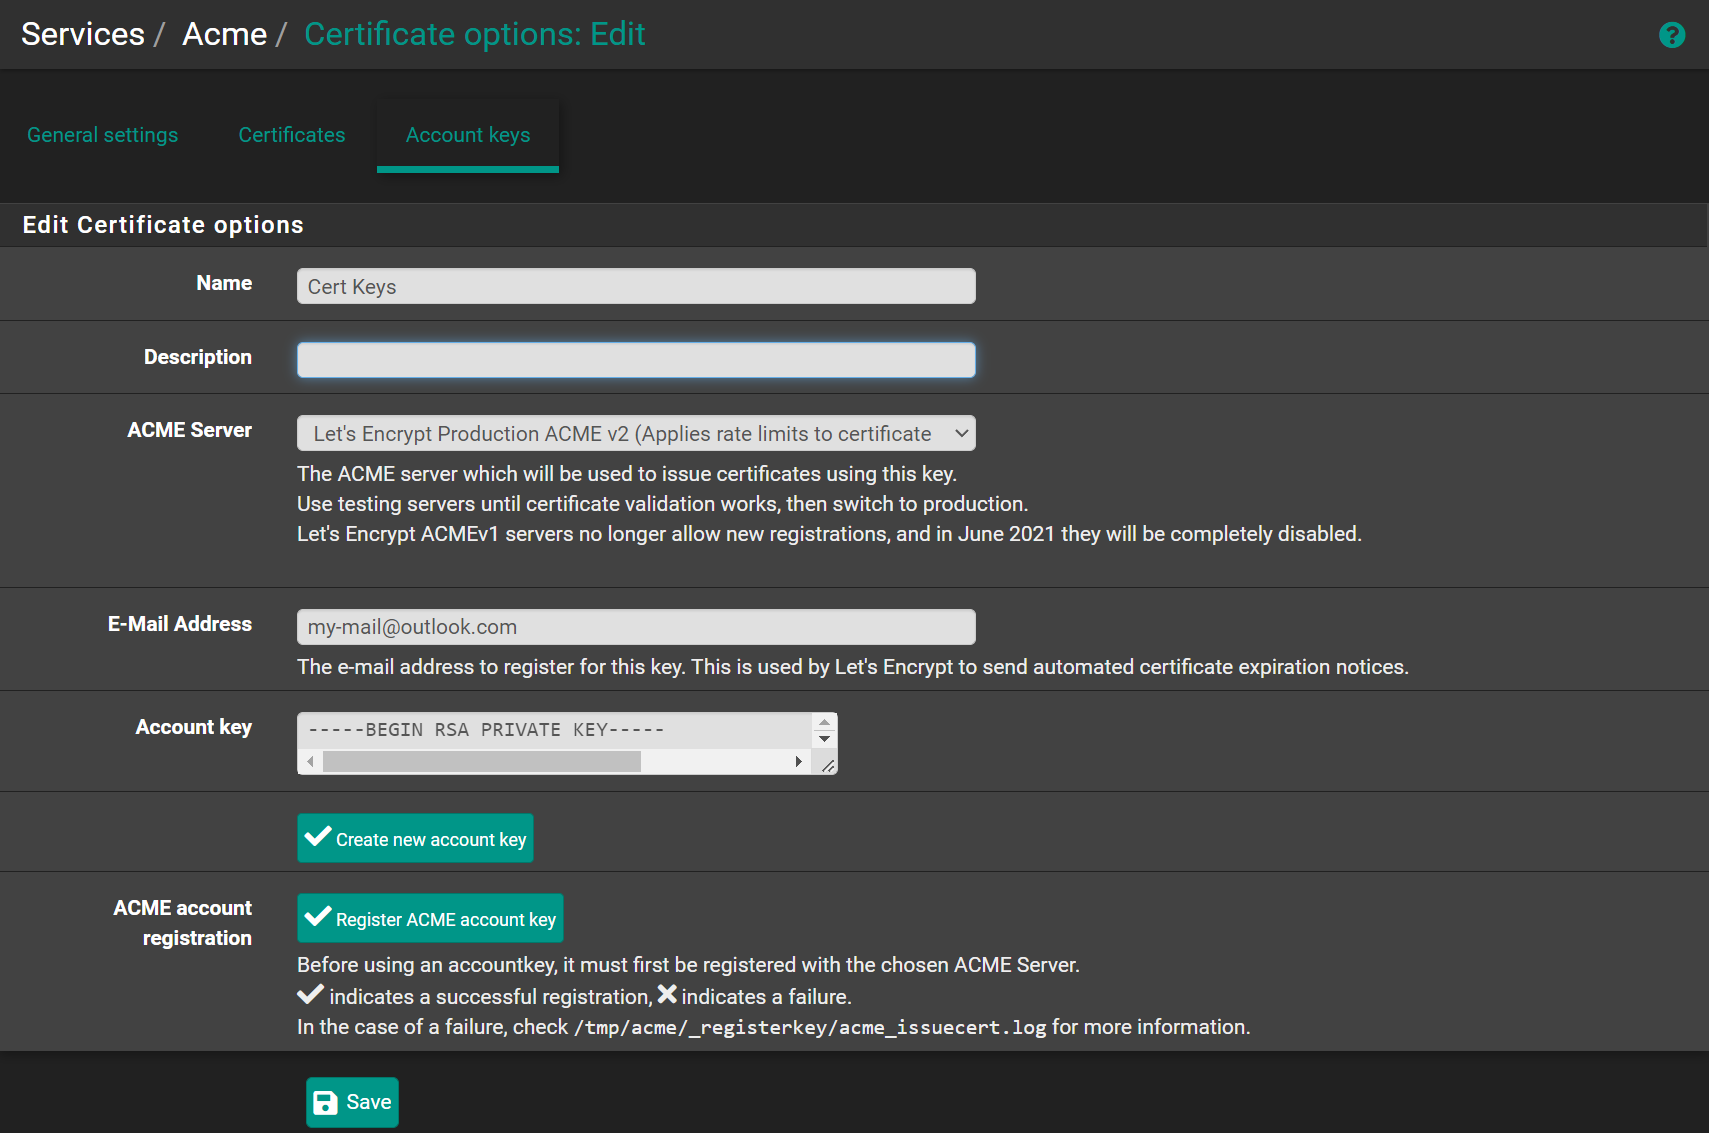 Services / Acme / Certificate options: Edit
General settings Certificates Account keys
Edit Certificate options
Name Cert Keys
Description
ACME Server Let's Encrypt Production ACME v2 (Applies rate limits to certificate
The ACME server which will be used to issue certificates using this key.
Use testing servers until certificate validation works, then switch to production.
Let's Encrypt ACMEv1 servers no longer allow new registrations, and in June 2021 they will be completely disabled.
E-Mail Address my-mail@outlook.com
The e-mail address to register for this key. This is used by Let's Encrypt to send automated certificate expiration notices.
Account key -----BEGIN RSA PRIVATE KEY-----
Create new account key
ACME account
registration
Register ACME account key
Before using an accountkey, it must first be registered with the chosen ACME Server.
indicates a successful registration, indicates a failure.
In the case of a failure, check /tmp/acme/_registerkey/acme_issuecert.log for more information.
Save